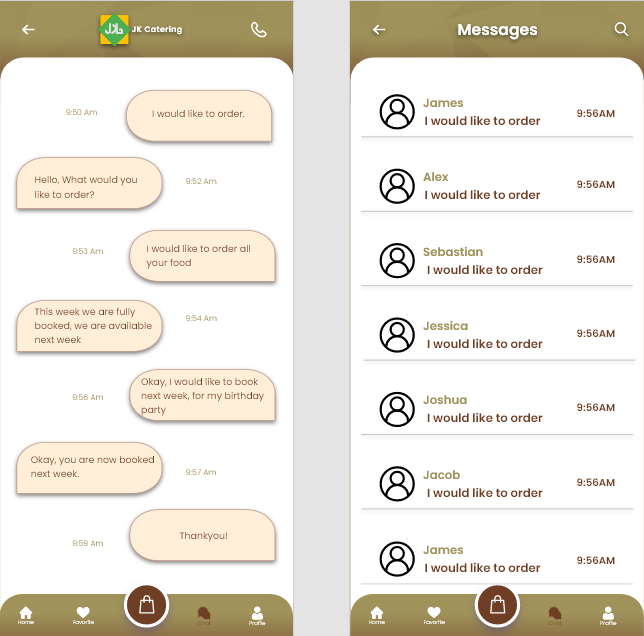 حلال JK Catering
9:50 Am
I would like to order.
Hello, What would you
like to order?
9:52 Am
9:53 Am
I would like to order all
your food
This week we are fully
booked, we are available
next week
9:54 Am
9:56 Am
Okay, I would like to book
next week, for my birthday
party
Okay, you are now booked
next week.
9:57 Am
9:59 Am
Thankyou!
Home
Favorite
Chat
Profile
Messages
James
I would like to order
9:56AM
Alex
I would like to order
9:56AM
Sebastian
I would like to order
9:56AM
Jessica
I would like to order
9:56AM
Joshua
I would like to order
9:56AM
Jacob
I would like to order
9:56AM
James
I would like to order
9:56AM
Home
Favorite
Chat
Profile